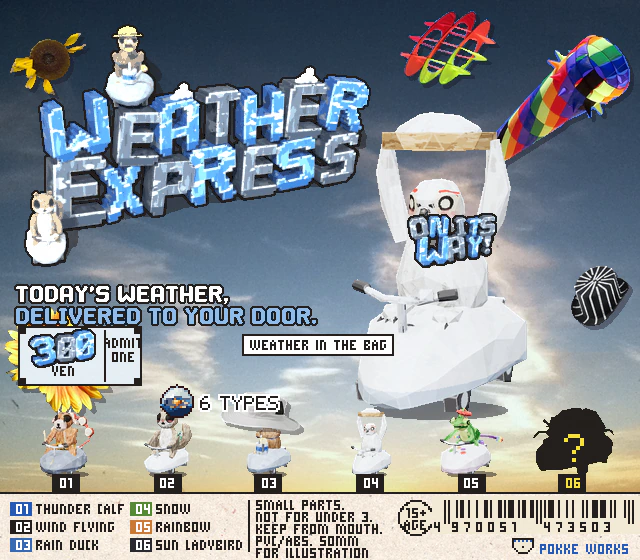 WEATHER
EXPRESS
ON ITS
WAY!
TODAY'S WEATHER,
DELIVERED TO YOUR DOOR.
300
YEN
ADMIT
ONE
WEATHER IN THE BAG
6 TYPES
?
01
02
03
04
05
06
01 THUNDER CALF
02 WIND FLYING
03 RAIN DUCK
04 SNOW
05 RAINBOW
06 SUN LADYBIRD
SMALL PARTS.
NOT FOR UNDER 3.
KEEP FROM MOUTH.
PVC/ABS. 50MM
FOR ILLUSTRATION
15+
AGE
4 970051 473503
POKKE WORKS